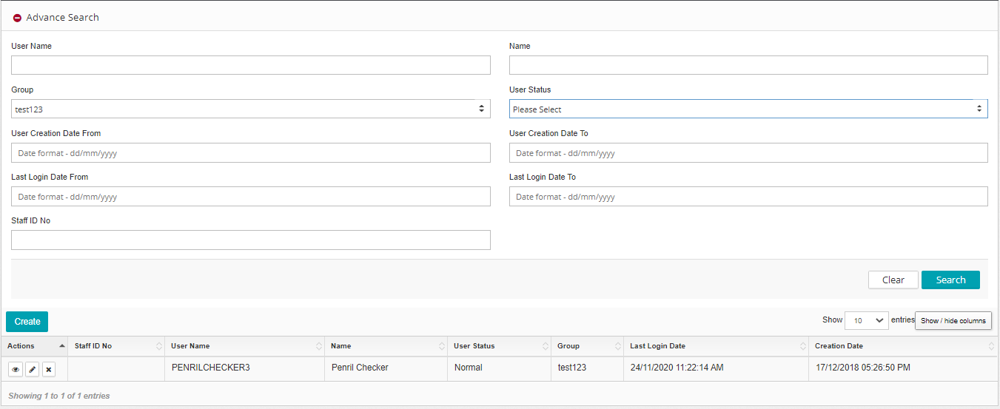 Advance Search
User Name Name
Group User Status
test123 Please Select
User Creation Date From User Creation Date To
Date format - dd/mm/yyyy Date format - dd/mm/yyyy
Last Login Date From Last Login Date To
Date format - dd/mm/yyyy Date format - dd/mm/yyyy
Staff ID No
Clear Search
Create Show 10 entries Show / hide columns
Actions Staff ID No User Name Name User Status Group Last Login Date Creation Date
PENRILCHECKER3 Penril Checker Normal test123 24/11/2020 11:22:14 AM 17/12/2018 05:26:50 PM
Showing 1 to 1 of 1 entries